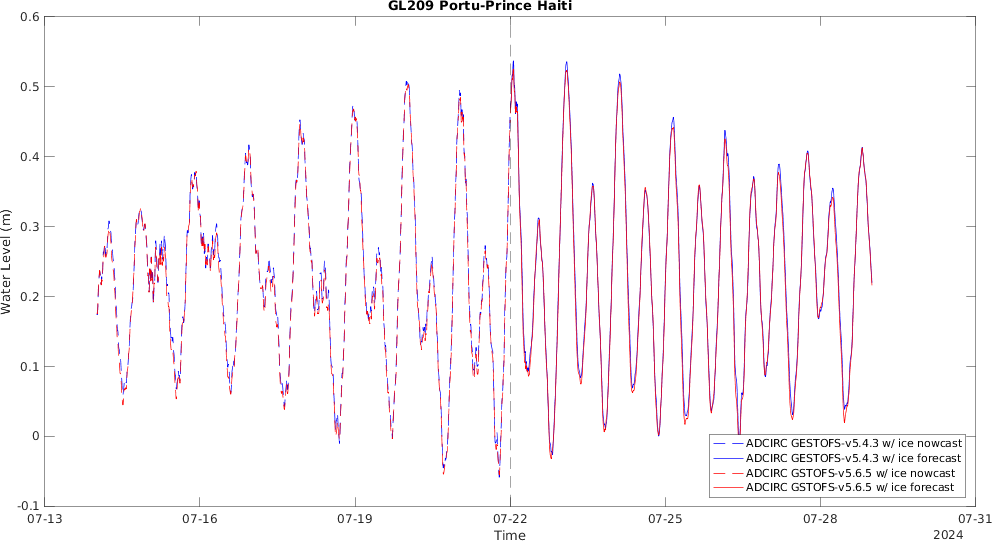 GL209 Portu-Prince Haiti
0.6
0.5
0.4
0.3
0.2
0.1
0
-0.1
Water Level (m)
07-13
07-16
07-19
07-22
07-25
07-28
07-31
Time
2024
ADCIRC GESTOFS-v5.4.3 w/ ice nowcast
ADCIRC GESTOFS-v5.4.3 w/ ice forecast
ADCIRC GSTOFS-v5.6.5 w/ ice nowcast
ADCIRC GSTOFS-v5.6.5 w/ ice forecast